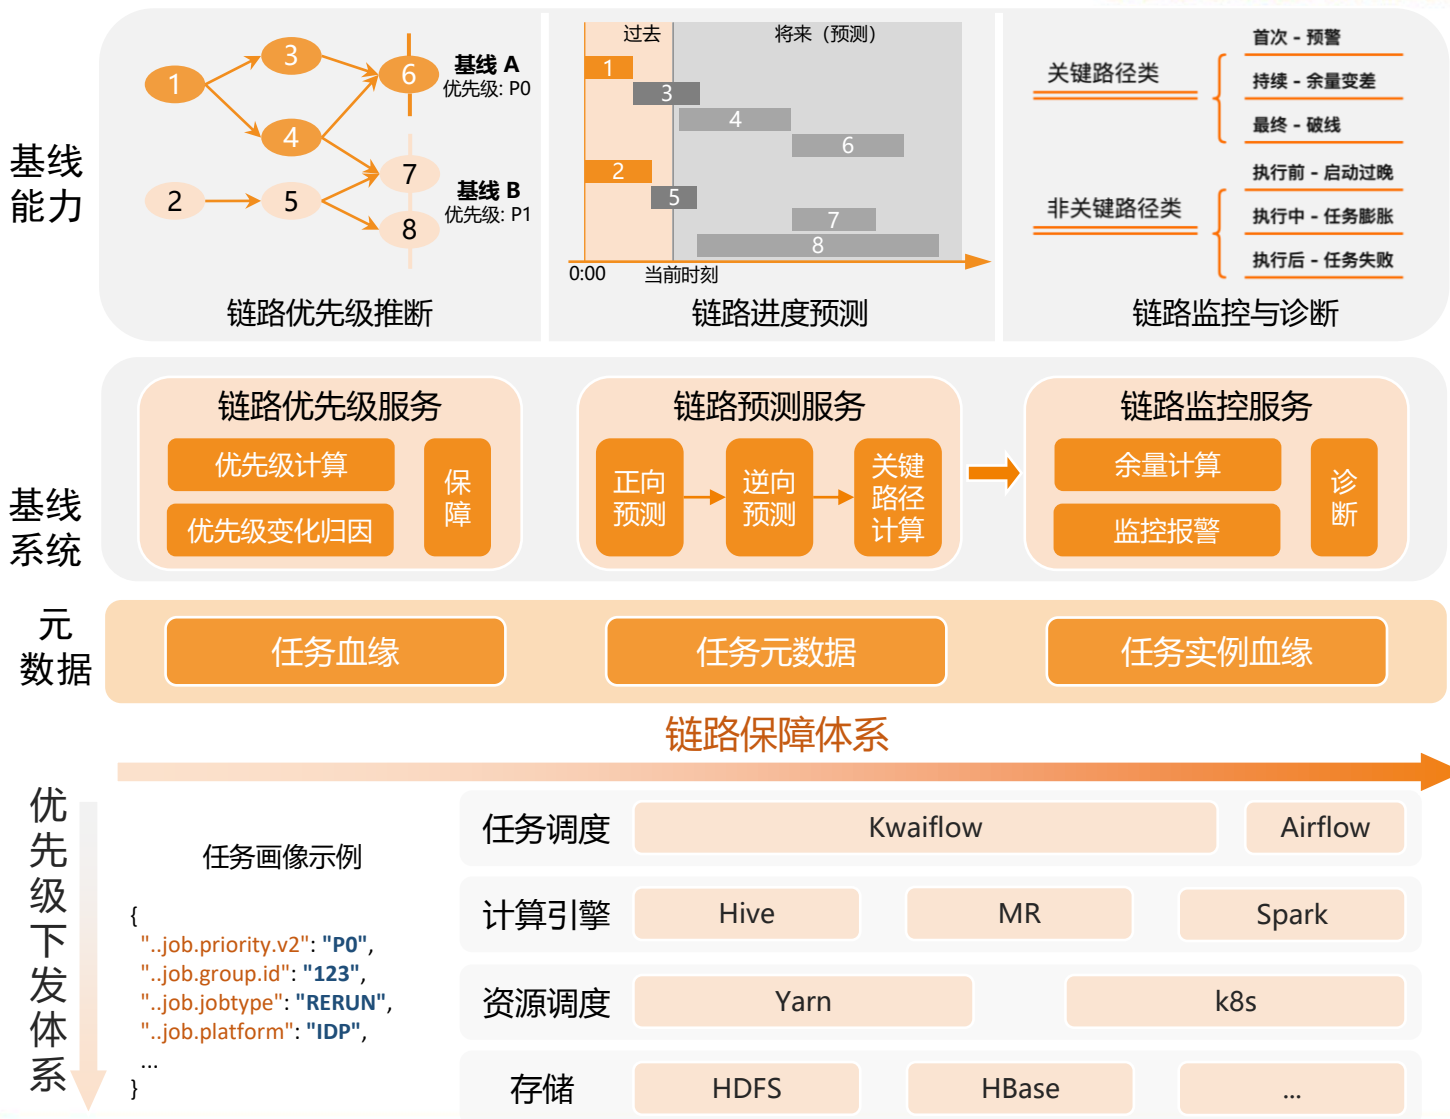 基线
能力
1
3
6
4
2
5
7
8
基线 A
优先级: P0
基线 B
优先级: P1
链路优先级推断
过去
将来（预测）
1
3
4
6
2
5
7
8
0:00
当前时刻
链路进度预测
关键路径类
首次 - 预警
持续 - 余量变差
最终 - 破线
非关键路径类
执行前 - 启动过晚
执行中 - 任务膨胀
执行后 - 任务失败
链路监控与诊断
基线
系统
链路优先级服务
优先级计算
优先级变化归因
保
障
链路预测服务
正向
预测
逆向
预测
关键
路径
计算
链路监控服务
余量计算
监控报警
诊
断
元
数据
任务血缘
任务元数据
任务实例血缘
链路保障体系
优
先
级
下
发
体
系
任务画像示例
{
"..job.priority.v2": "P0",
"..job.group.id": "123",
"..job.jobtype": "RERUN",
"..job.platform": "IDP",
...
}
任务调度
Kwaiflow
Airflow
计算引擎
Hive
MR
Spark
资源调度
Yarn
k8s
存储
HDFS
HBase
...